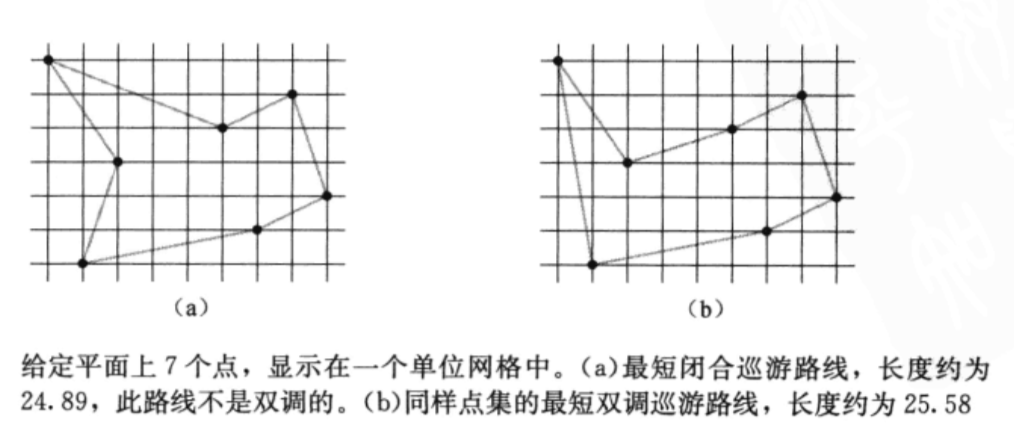 (a) (b)
给定平面上 7 个点，显示在一个单位网格中。(a)最短闭合巡游路线，长度约为
24.89，此路线不是双调的。(b)同样点集的最短双调巡游路线，长度约为 25.58